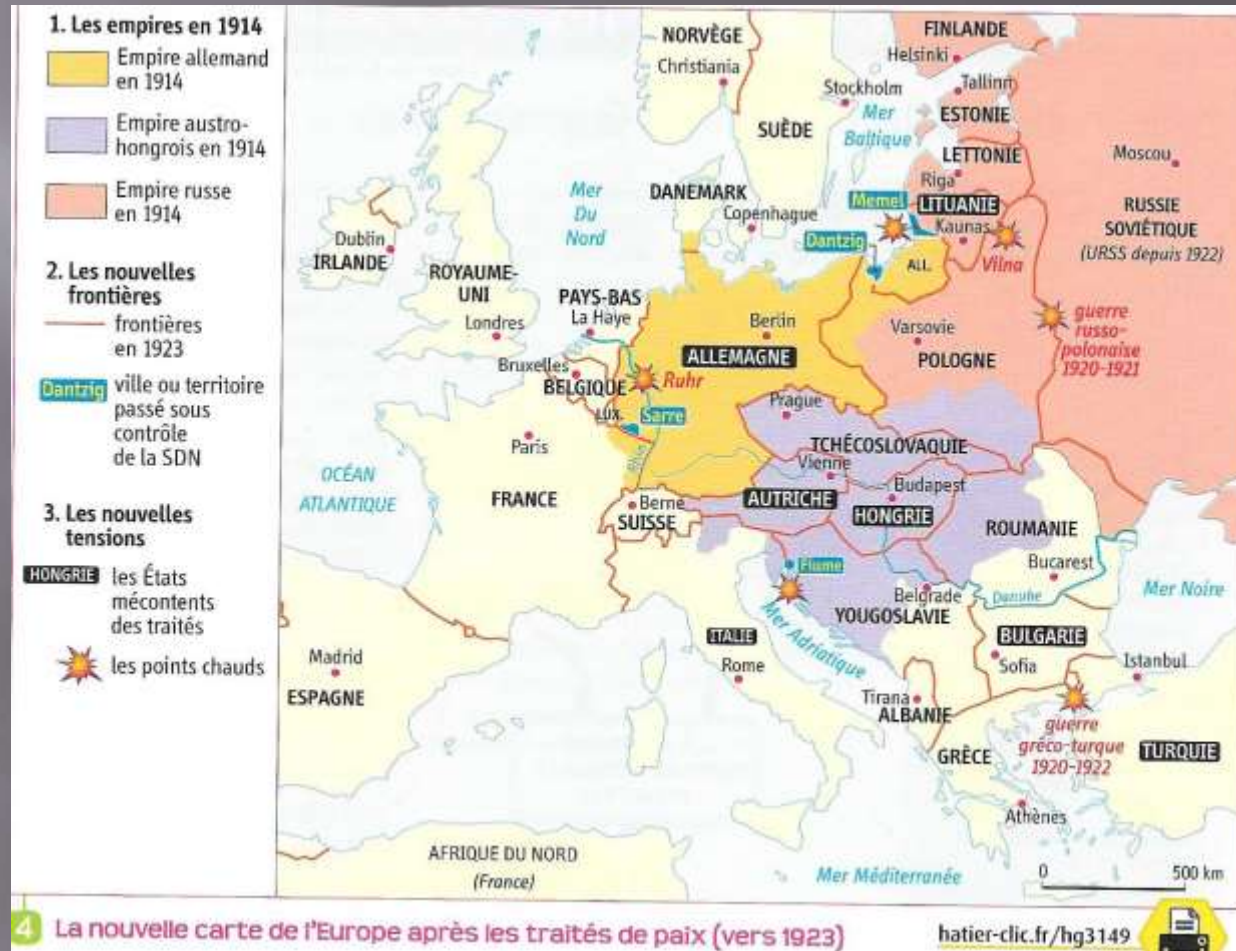 1. Les empires en 1914
Empire allemand
en 1914
Empire austro-
hongrois en 1914
Empire russe
en 1914
2. Les nouvelles
frontières
frontières
en 1923
Dantzig
ville ou territoire
passé sous
contrôle
de la SDN
3. Les nouvelles
tensions
HONGRIE
les États
mécontents
des traités
les points chauds
NORVÈGE
Christiania
FINLANDE
Helsinki
Stockholm
Tallinn
SUÈDE
Mer
Baltique
ESTONIE
LETTONIE
Riga
Moscou
RUSSIE
SOVIÉTIQUE
(URSS depuis 1922)
Mer
Du
Nord
DANEMARK
Copenhague
Memel
LITUANIE
Kaunas
Dantzig
ALL.
Vilna
Dublin
IRLANDE
ROYAUME-
UNI
Londres
PAYS-BAS
La Haye
Berlin
ALLEMAGNE
Varsovie
POLOGNE
guerre
russo-
polonaise
1920-1921
Bruxelles
BELGIQUE
Ruhr
LUX.
Sarre
Rhin
Prague
TCHÉCOSLOVAQUIE
Paris
Vienne
Budapest
OCÉAN
ATLANTIQUE
FRANCE
Berne
SUISSE
AUTRICHE
HONGRIE
ROUMANIE
Bucarest
Fiume
Belgrade
Danube
Mer Noire
YOUGOSLAVIE
Mer Adriatique
ITALIE
Rome
BULGARIE
Sofia
Istanbul
Madrid
ESPAGNE
Tirana
ALBANIE
guerre
gréco-turque
1920-1922
TURQUIE
GRÈCE
Athènes
AFRIQUE DU NORD
(France)
Mer Méditerranée
0
500 km
4 La nouvelle carte de l'Europe après les traités de paix (vers 1923)
hatier-clic.fr/hg3149